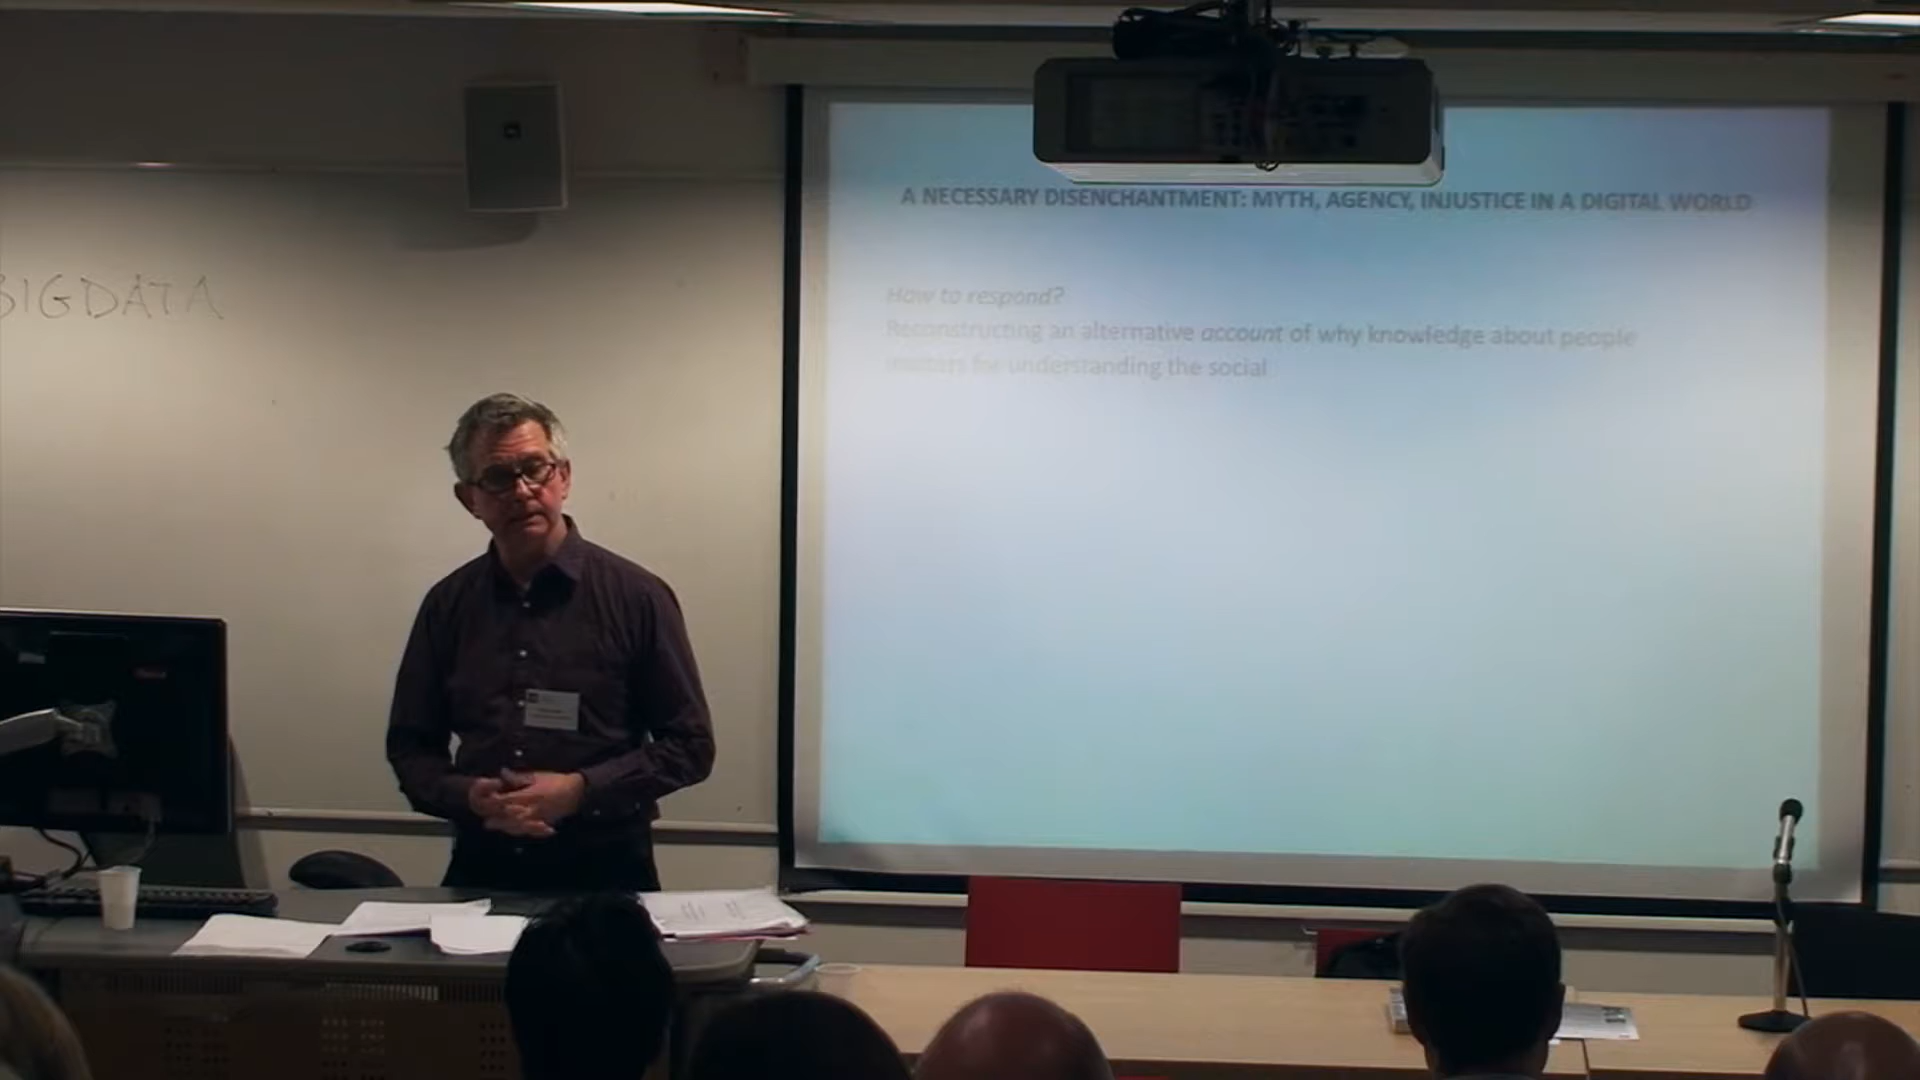 BIGDATA
A NECESSARY DISENCHANTMENT: MYTH, AGENCY, INJUSTICE IN A DIGITAL WORLD
How to respond?
Reconstructing an alternative account of why knowledge about people
matters for understanding the social